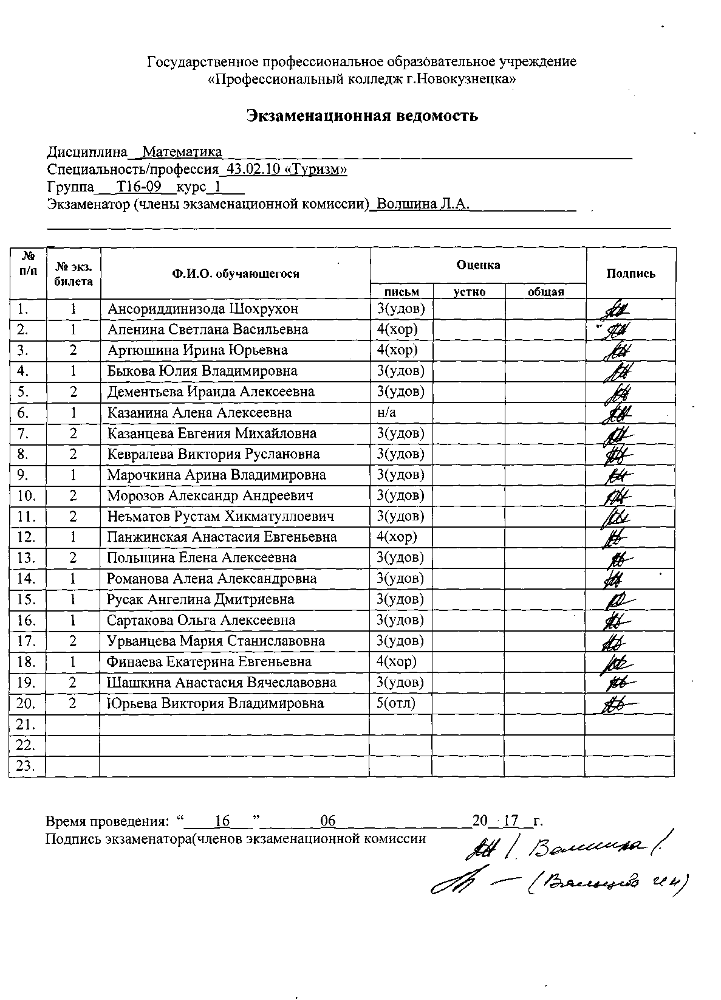 Государственное профессиональное образовательное учреждение
«Профессиональный колледж г.Новокузнецка»
Экзаменационная ведомость
Дисциплина Математика
Специальность/профессия 43.02.10 «Туризм»
Группа Т16-09 курс 1
Экзаменатор (члены экзаменационной комиссии) Волшина Л.А.
№ п/п № экз. билета Ф.И.О. обучающегося Оценка Подпись
письм устно общая
1. 1 Ансориддинизода Шохрухон 3(удов)
2. 1 Апенина Светлана Васильевна 4(хор)
3. 2 Артюшина Ирина Юрьевна 4(хор)
4. 1 Быкова Юлия Владимировна 3(удов)
5. 2 Дементьева Ираида Алексеевна 3(удов)
6. 1 Казанина Алена Алексеевна н/а
7. 2 Казанцева Евгения Михайловна 3(удов)
8. 2 Кевралева Виктория Руслановна 3(удов)
9. 1 Марочкина Арина Владимировна 3(удов)
10. 2 Морозов Александр Андреевич 3(удов)
11. 2 Неъматов Рустам Хикматуллоевич 3(удов)
12. 1 Панжинская Анастасия Евгеньевна 4(хор)
13. 2 Польшина Елена Алексеевна 3(удов)
14. 1 Романова Алена Александровна 3(удов)
15. 1 Русак Ангелина Дмитриевна 3(удов)
16. 1 Сартакова Ольга Алексеевна 3(удов)
17. 2 Урванцева Мария Станиславовна 3(удов)
18. 1 Финаева Екатерина Евгеньевна 4(хор)
19. 2 Шашкина Анастасия Вячеславовна 3(удов)
20. 2 Юрьева Виктория Владимировна 5(отл)
21.
22.
23.
Время проведения: “ 16 ” 06 20 17 г.
Подпись экзаменатора(членов экзаменационной комиссии
/ Волшина /